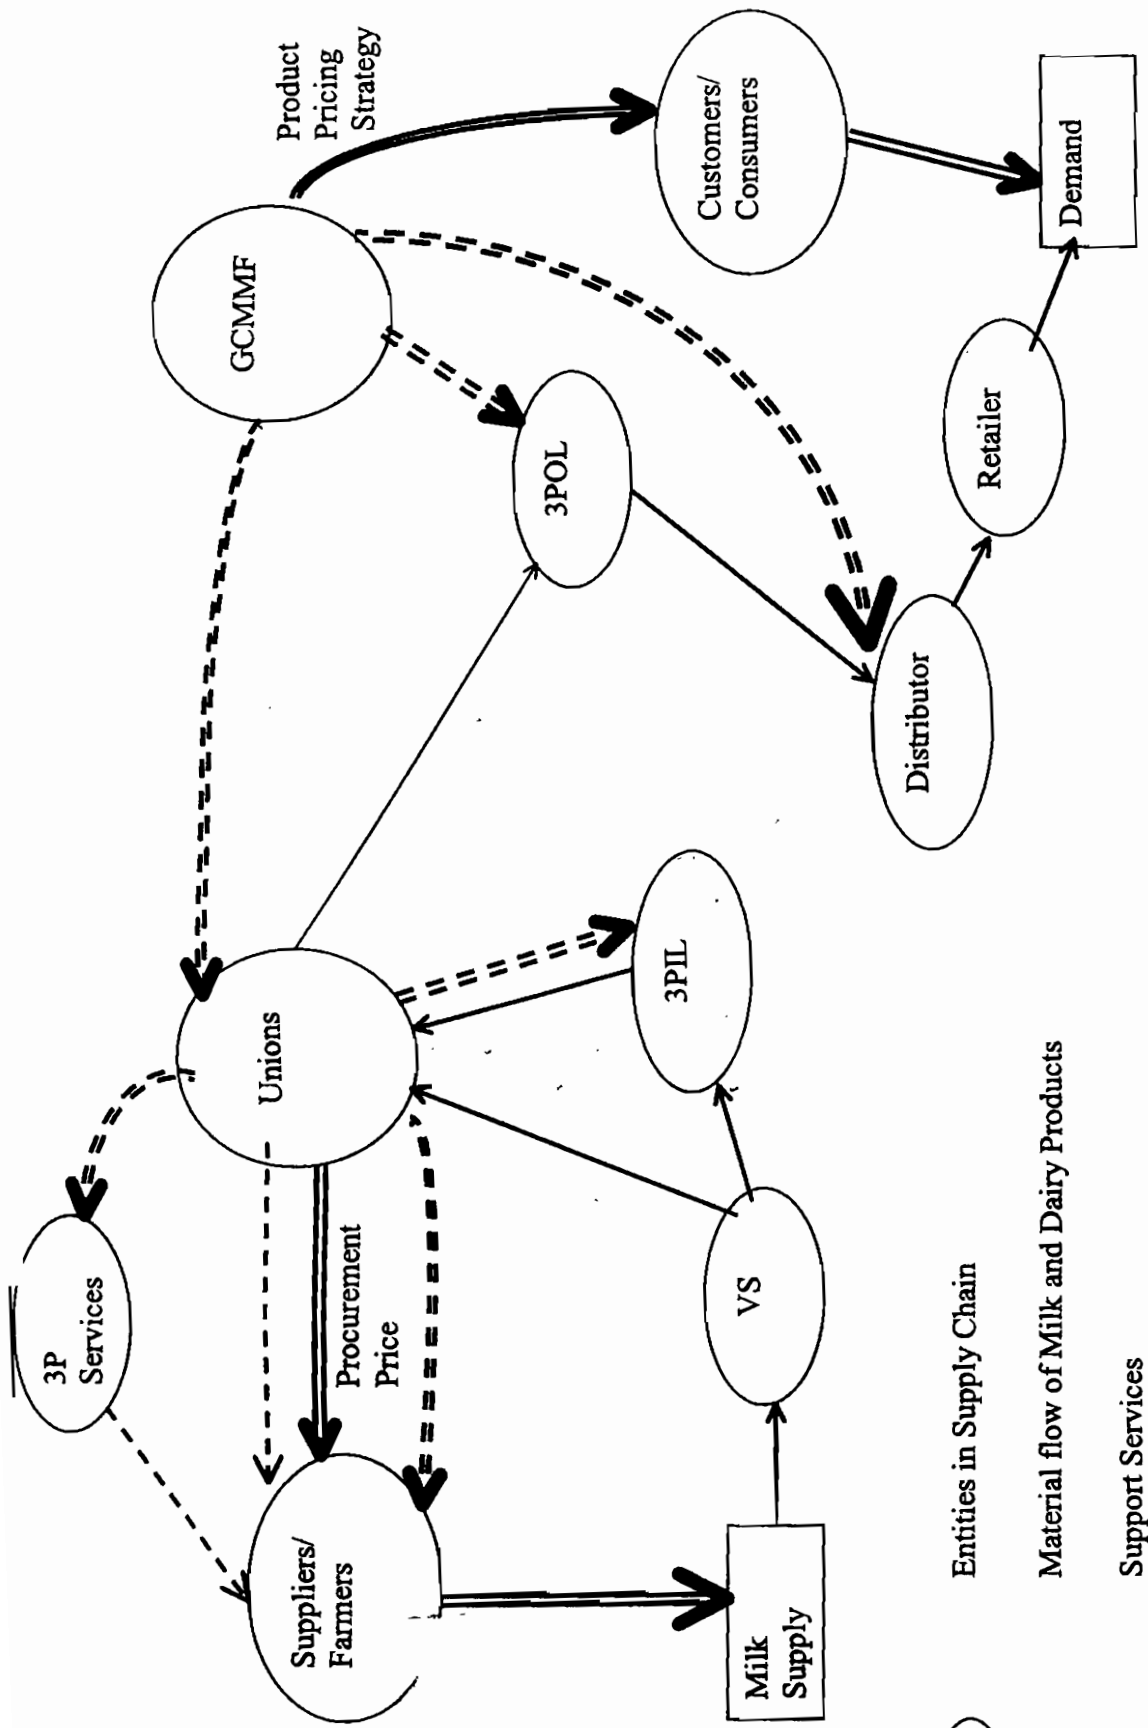 3P
Services
Suppliers/
Farmers
Unions
Procurement
Price
GCMMF
Product
Pricing
Strategy
Customers/
Consumers
3POL
3PIL
Milk
Supply
VS
Distributor
Retailer
Demand
Entities in Supply Chain
Material flow of Milk and Dairy Products
Support Services